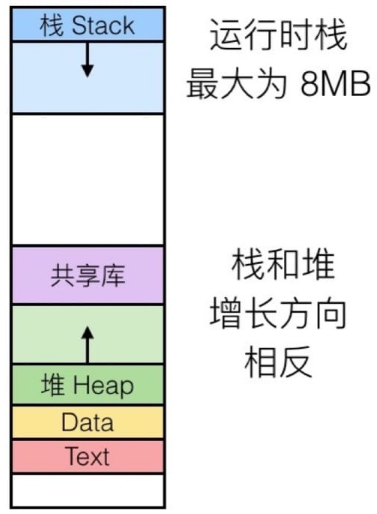 栈 Stack
运行时栈
最大为 8MB
共享库
栈和堆
增长方向
相反
堆 Heap
Data
Text